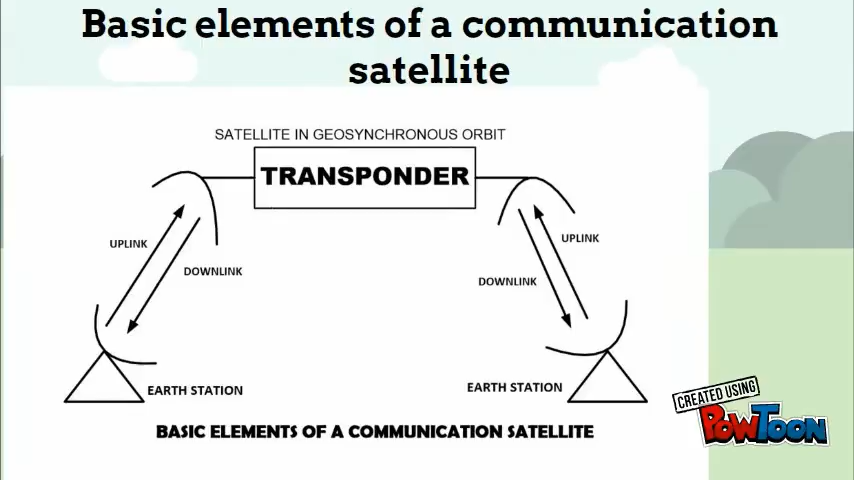 Basic elements of a communication
satellite
SATELLITE IN GEOSYNCHRONOUS ORBIT
TRANSPONDER
UPLINK
DOWNLINK
UPLINK
DOWNLINK
EARTH STATION
EARTH STATION
BASIC ELEMENTS OF A COMMUNICATION SATELLITE
CREATED USING
POWTOON